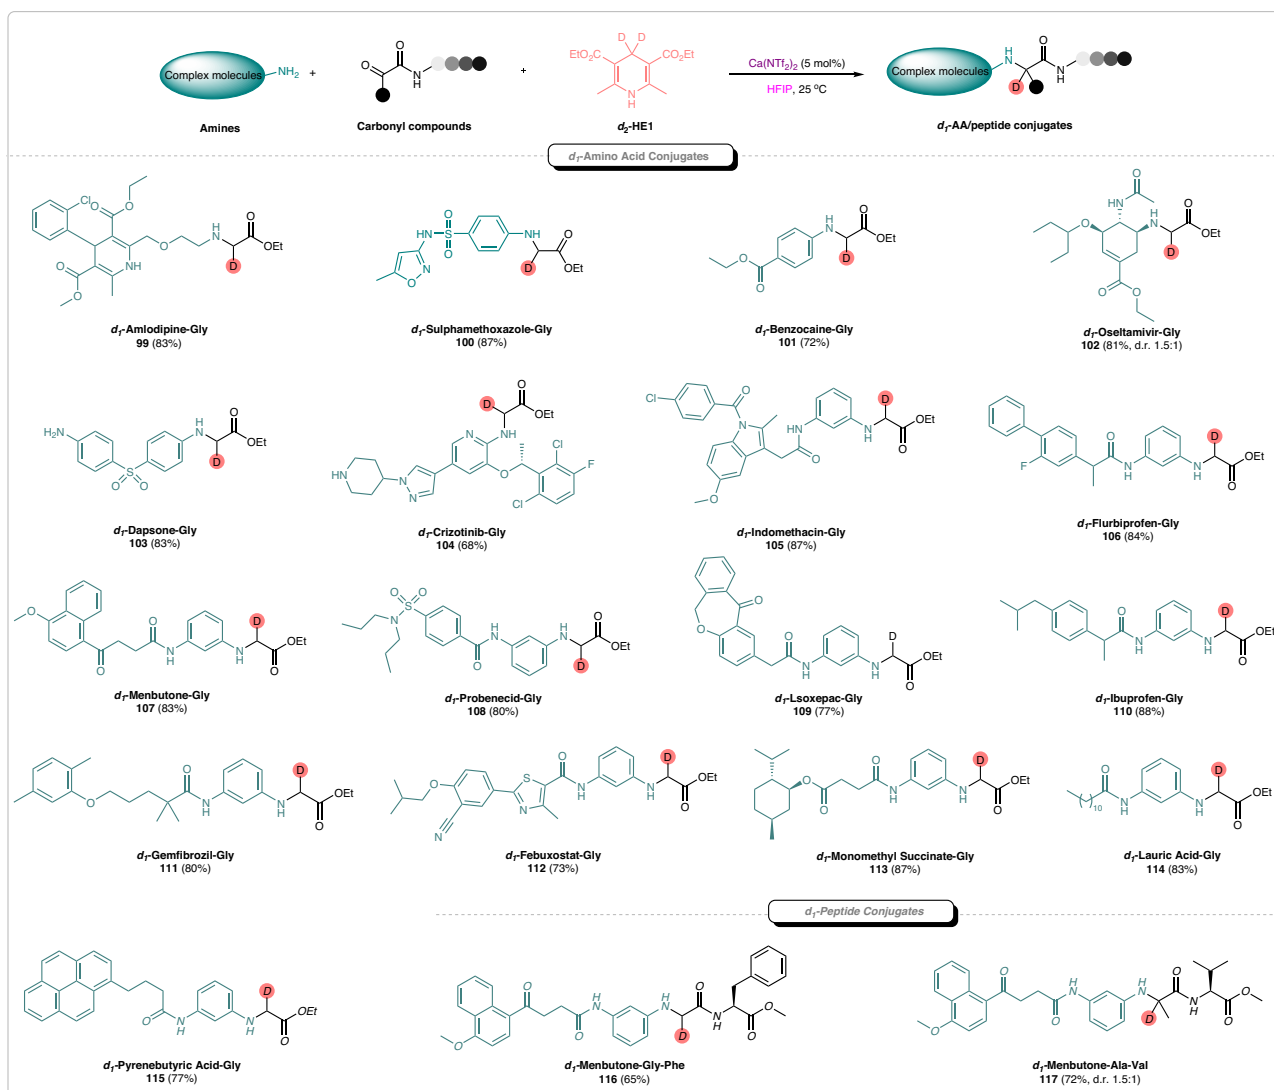 Complex molecules NH2 + O O N H + D D EtO2C CO2Et N H Ca(NTf2)2 (5 mol%) HFIP, 25 °C Complex molecules H N O N H D
Amines Carbonyl compounds d2-HE1 d1-AA/peptide conjugates
d1-Amino Acid Conjugates
d1-Amlodipine-Gly
99 (83%)
d1-Sulphamethoxazole-Gly
100 (87%)
d1-Benzocaine-Gly
101 (72%)
d1-Oseltamivir-Gly
102 (81%, d.r. 1.5:1)
d1-Dapsone-Gly
103 (83%)
d1-Crizotinib-Gly
104 (68%)
d1-Indomethacin-Gly
105 (87%)
d1-Flurbiprofen-Gly
106 (84%)
d1-Menbutone-Gly
107 (83%)
d1-Probenecid-Gly
108 (80%)
d1-Lsoxepac-Gly
109 (77%)
d1-Ibuprofen-Gly
110 (88%)
d1-Gemfibrozil-Gly
111 (80%)
d1-Febuxostat-Gly
112 (73%)
d1-Monomethyl Succinate-Gly
113 (87%)
d1-Lauric Acid-Gly
114 (83%)
d1-Peptide Conjugates
d1-Pyrenebutyric Acid-Gly
115 (77%)
d1-Menbutone-Gly-Phe
116 (65%)
d1-Menbutone-Ala-Val
117 (72%, d.r. 1.5:1)